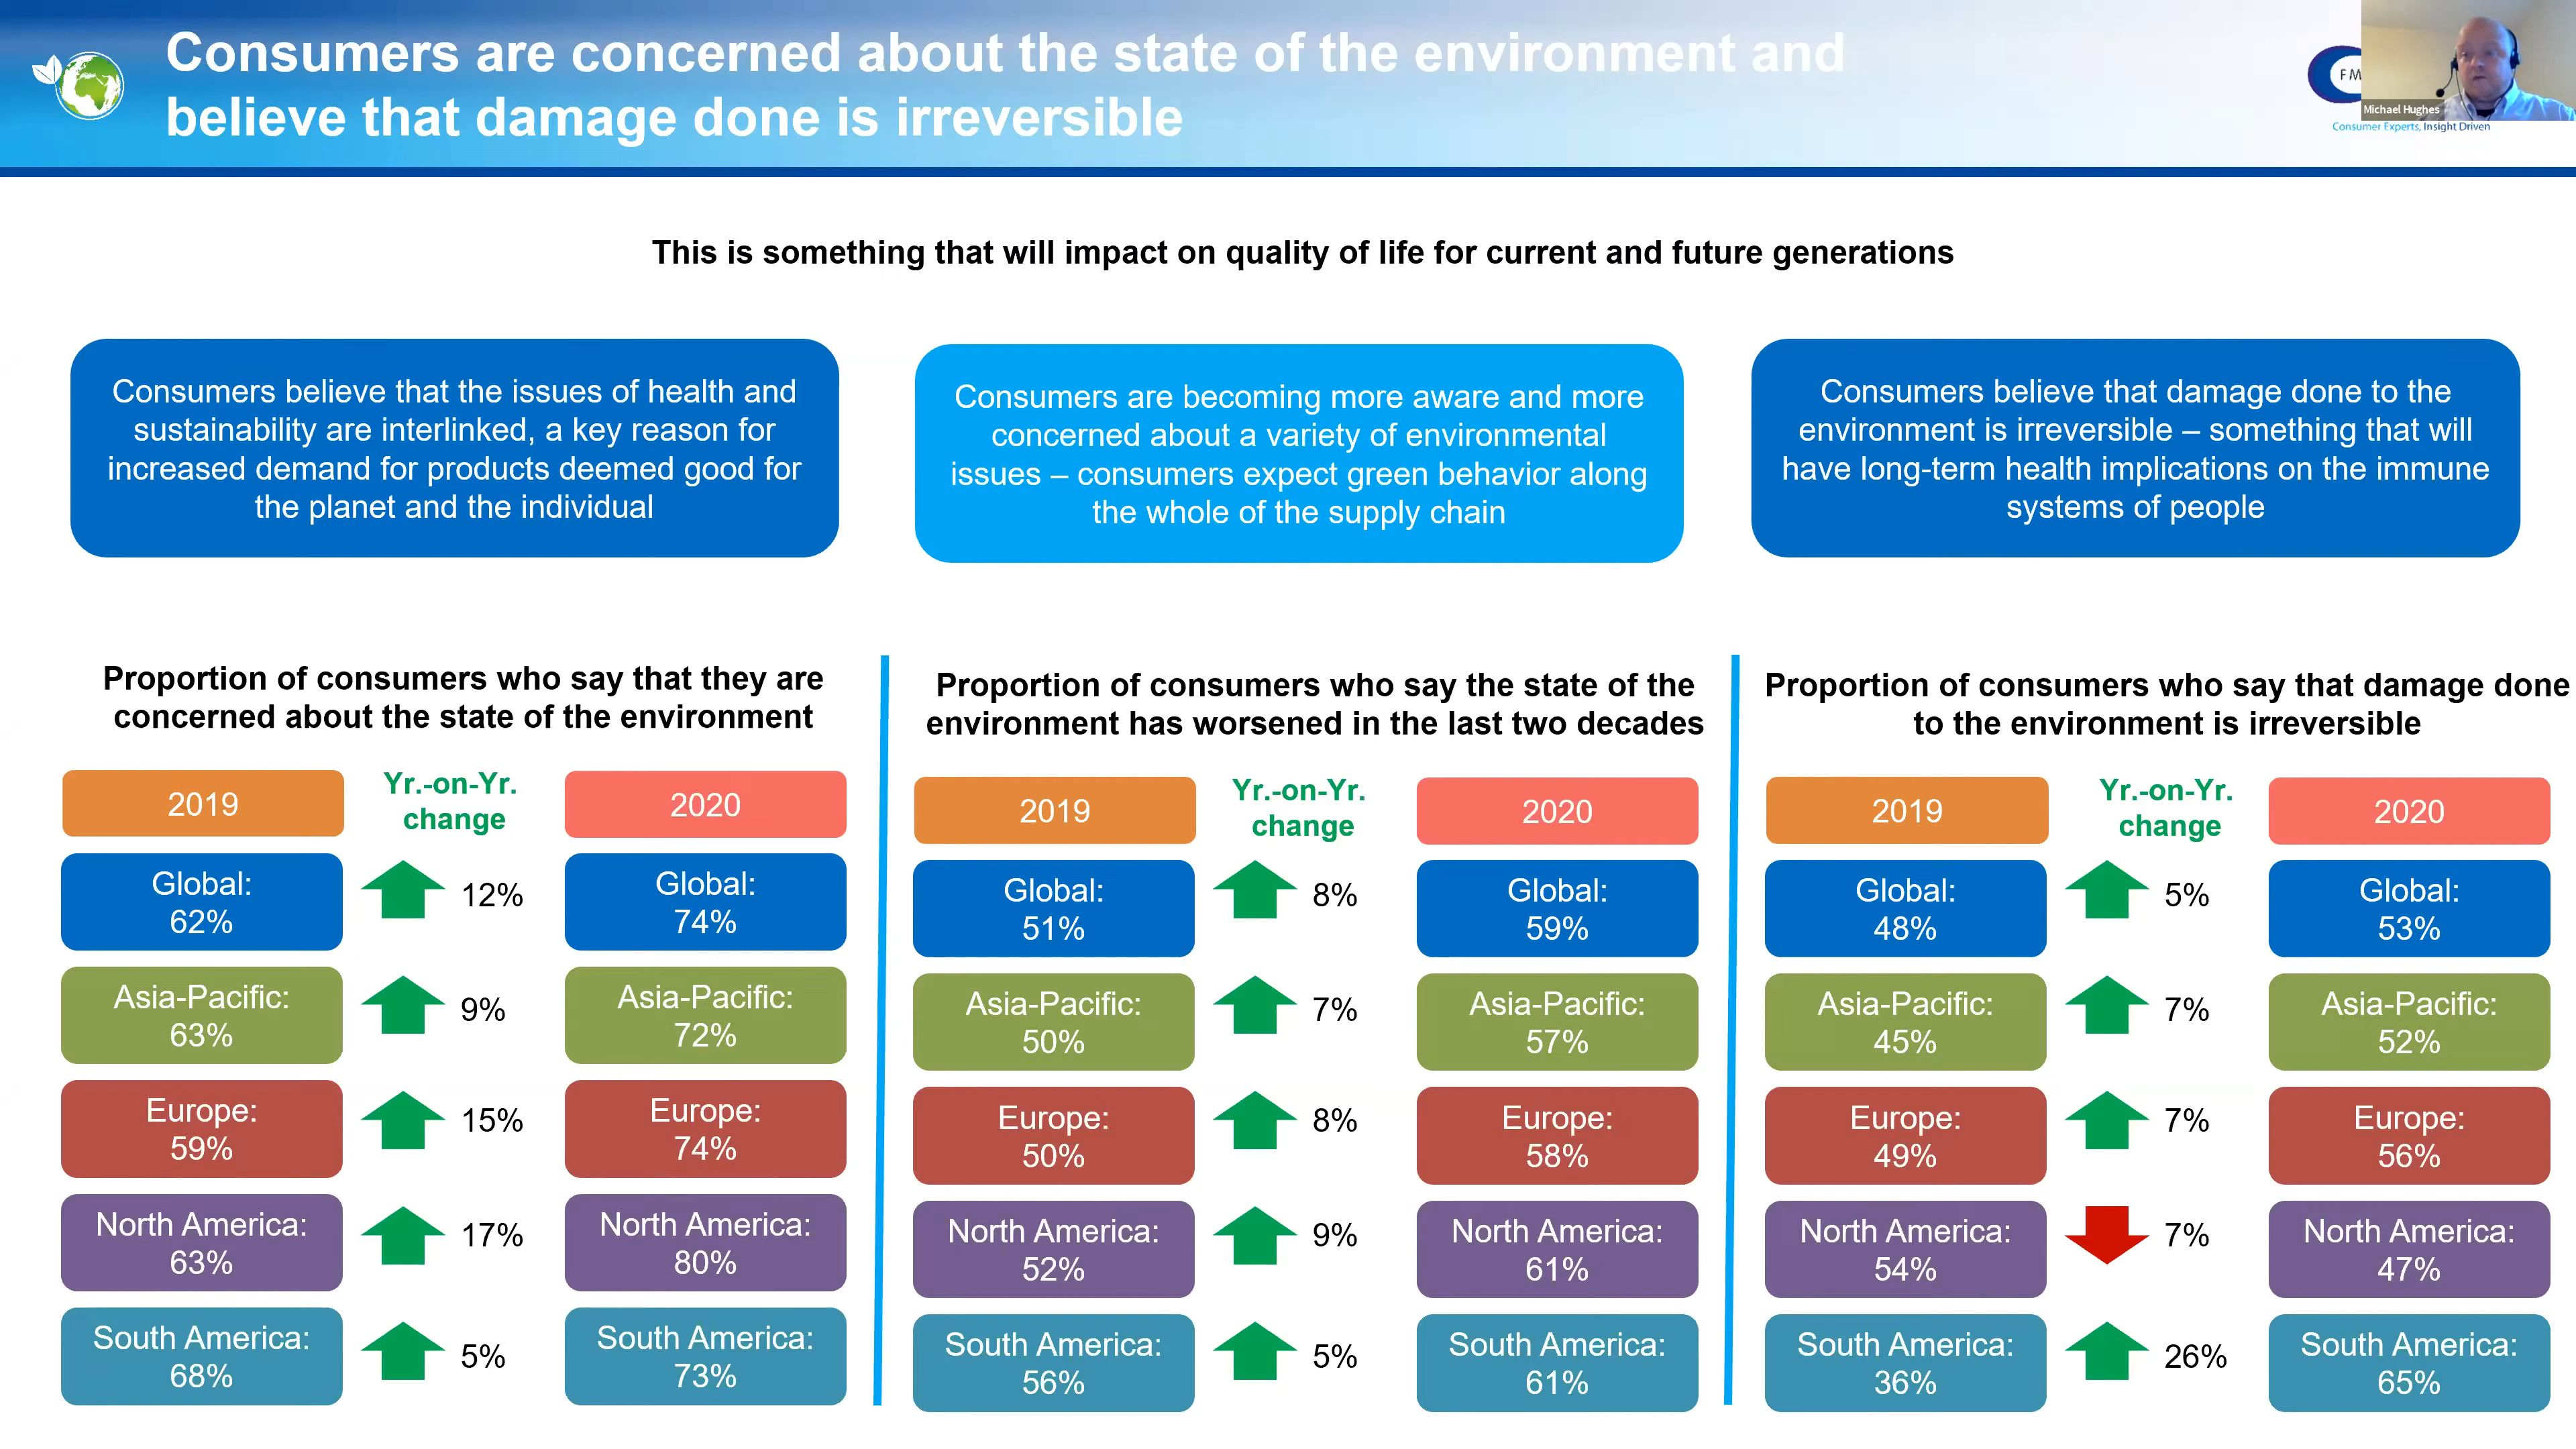 Consumers are concerned about the state of the environment and
believe that damage done is irreversible
F M
Michael Hughes
Consumer Experts, Insight Driven
This is something that will impact on quality of life for current and future generations
Consumers believe that the issues of health and
sustainability are interlinked, a key reason for
increased demand for products deemed good for
the planet and the individual
Consumers are becoming more aware and more
concerned about a variety of environmental
issues – consumers expect green behavior along
the whole of the supply chain
Consumers believe that damage done to the
environment is irreversible – something that will
have long-term health implications on the immune
systems of people
Proportion of consumers who say that they are
concerned about the state of the environment
2019
Yr.-on-Yr.
change
2020
Global:
62%
12%
Global:
74%
Asia-Pacific:
63%
9%
Asia-Pacific:
72%
Europe:
59%
15%
Europe:
74%
North America:
63%
17%
North America:
80%
South America:
68%
5%
South America:
73%
Proportion of consumers who say the state of the
environment has worsened in the last two decades
2019
Yr.-on-Yr.
change
2020
Global:
51%
8%
Global:
59%
Asia-Pacific:
50%
7%
Asia-Pacific:
57%
Europe:
50%
8%
Europe:
58%
North America:
52%
9%
North America:
61%
South America:
56%
5%
South America:
61%
Proportion of consumers who say that damage done
to the environment is irreversible
2019
Yr.-on-Yr.
change
2020
Global:
48%
5%
Global:
53%
Asia-Pacific:
45%
7%
Asia-Pacific:
52%
Europe:
49%
7%
Europe:
56%
North America:
54%
7%
North America:
47%
South America:
36%
26%
South America:
65%